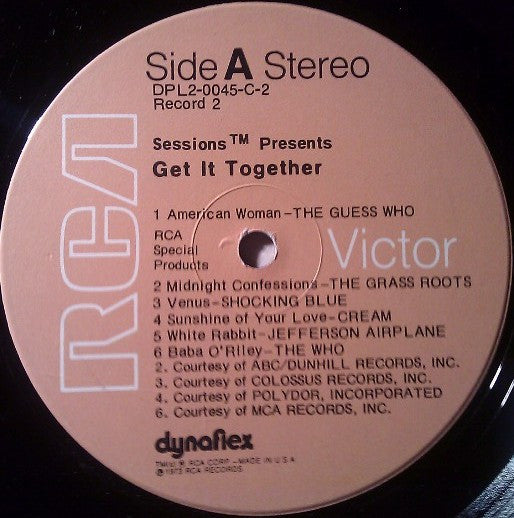 Side A Stereo
DPL2-0045-C-2
Record 2
Sessions™ Presents
Get It Together
1 American Woman-THE GUESS WHO
RCA
Special
Products
Victor
2 Midnight Confessions-THE GRASS ROOTS
3 Venus-SHOCKING BLUE
4 Sunshine of Your Love-CREAM
5 White Rabbit-JEFFERSON AIRPLANE
6 Baba O'Riley-THE WHO
2. Courtesy of ABC/DUNHILL RECORDS, INC.
3. Courtesy of COLOSSUS RECORDS, INC.
4. Courtesy of POLYDOR, INCORPORATED
6. Courtesy of MCA RECORDS, INC.
RCA
dynaflex
TM(s) ® RCA CORP.-MADE IN U.S.A.
℗ 1973 RCA RECORDS